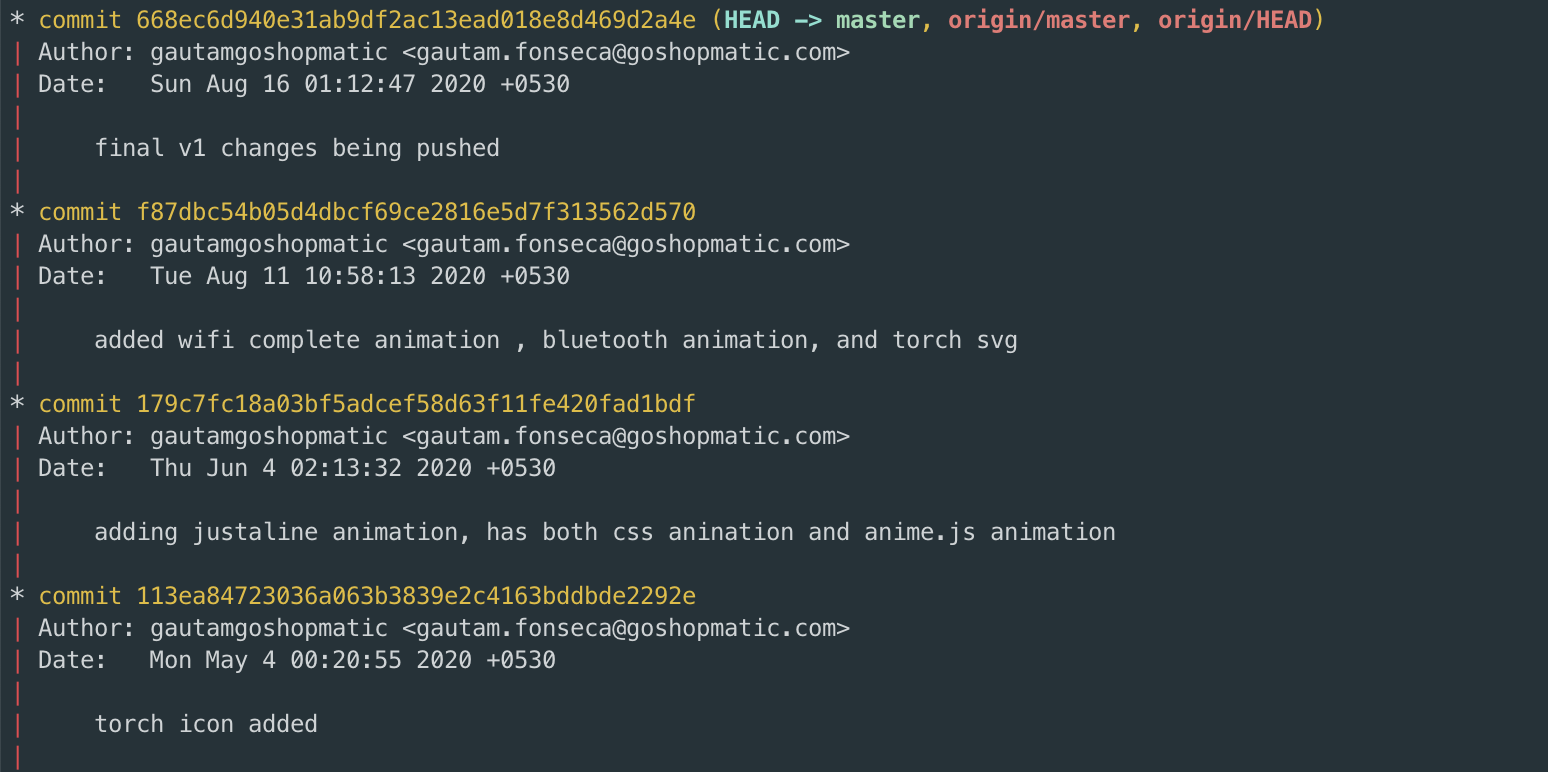 * commit 668ec6d940e31ab9df2ac13ead018e8d469d2a4e (HEAD -> master, origin/master, origin/HEAD)
| Author: gautamgoshopmatic <gautam.fonseca@goshopmatic.com>
| Date:   Sun Aug 16 01:12:47 2020 +0530
|
|     final v1 changes being pushed
|
* commit f87dbc54b05d4dbcf69ce2816e5d7f313562d570
| Author: gautamgoshopmatic <gautam.fonseca@goshopmatic.com>
| Date:   Tue Aug 11 10:58:13 2020 +0530
|
|     added wifi complete animation , bluetooth animation, and torch svg
|
* commit 179c7fc18a03bf5adcef58d63f11fe420fad1bdf
| Author: gautamgoshopmatic <gautam.fonseca@goshopmatic.com>
| Date:   Thu Jun 4 02:13:32 2020 +0530
|
|     adding justaline animation, has both css anination and anime.js animation
|
* commit 113ea84723036a063b3839e2c4163bddbde2292e
| Author: gautamgoshopmatic <gautam.fonseca@goshopmatic.com>
| Date:   Mon May 4 00:20:55 2020 +0530
|
|     torch icon added
|